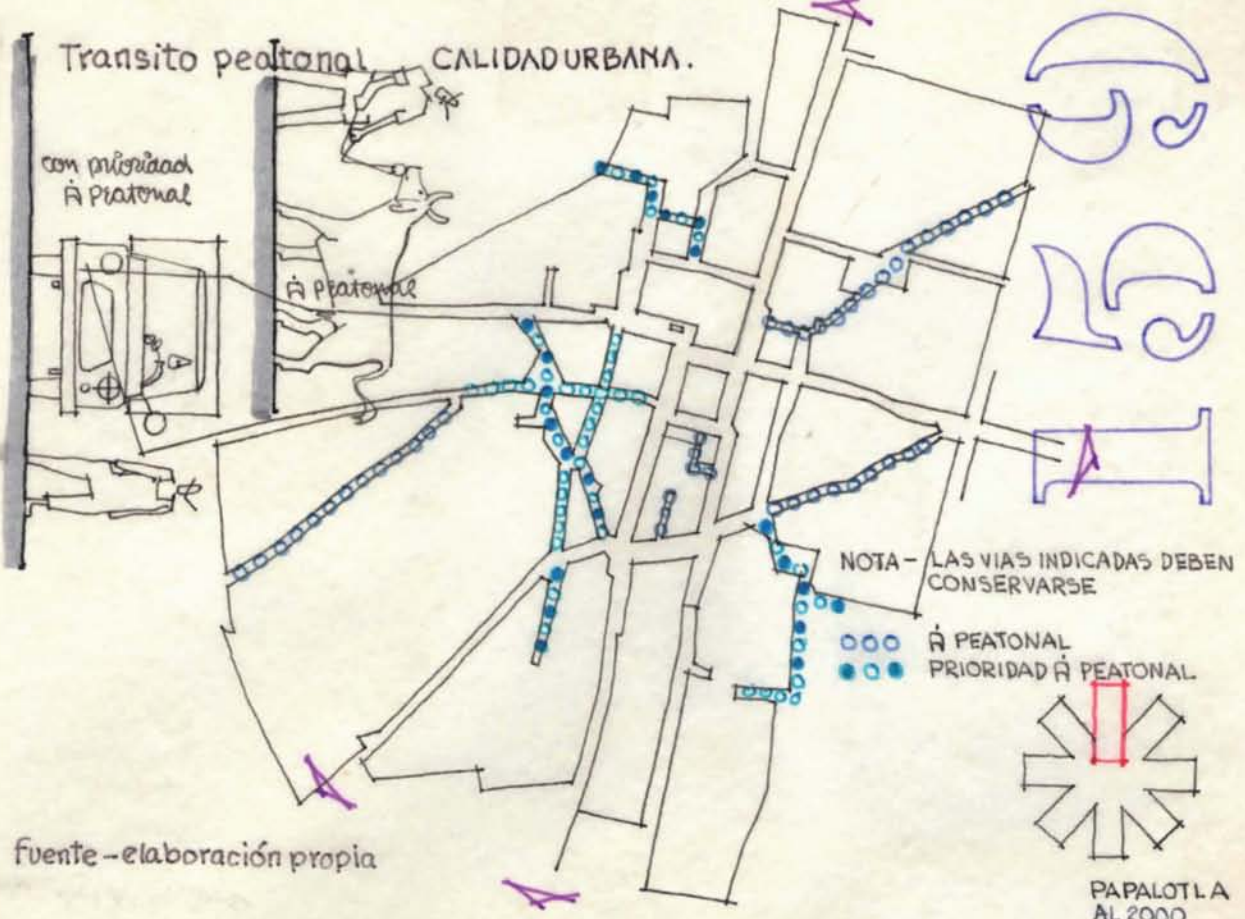 Transito peatonal CALIDAD URBANA.
con prioridad
Á Peatonal
Á Peatonal
NOTA - LAS VIAS INDICADAS DEBEN
CONSERVARSE
Á PEATONAL
PRIORIDAD Á PEATONAL
fuente - elaboración propia
PAPALOTLA
AL 2000